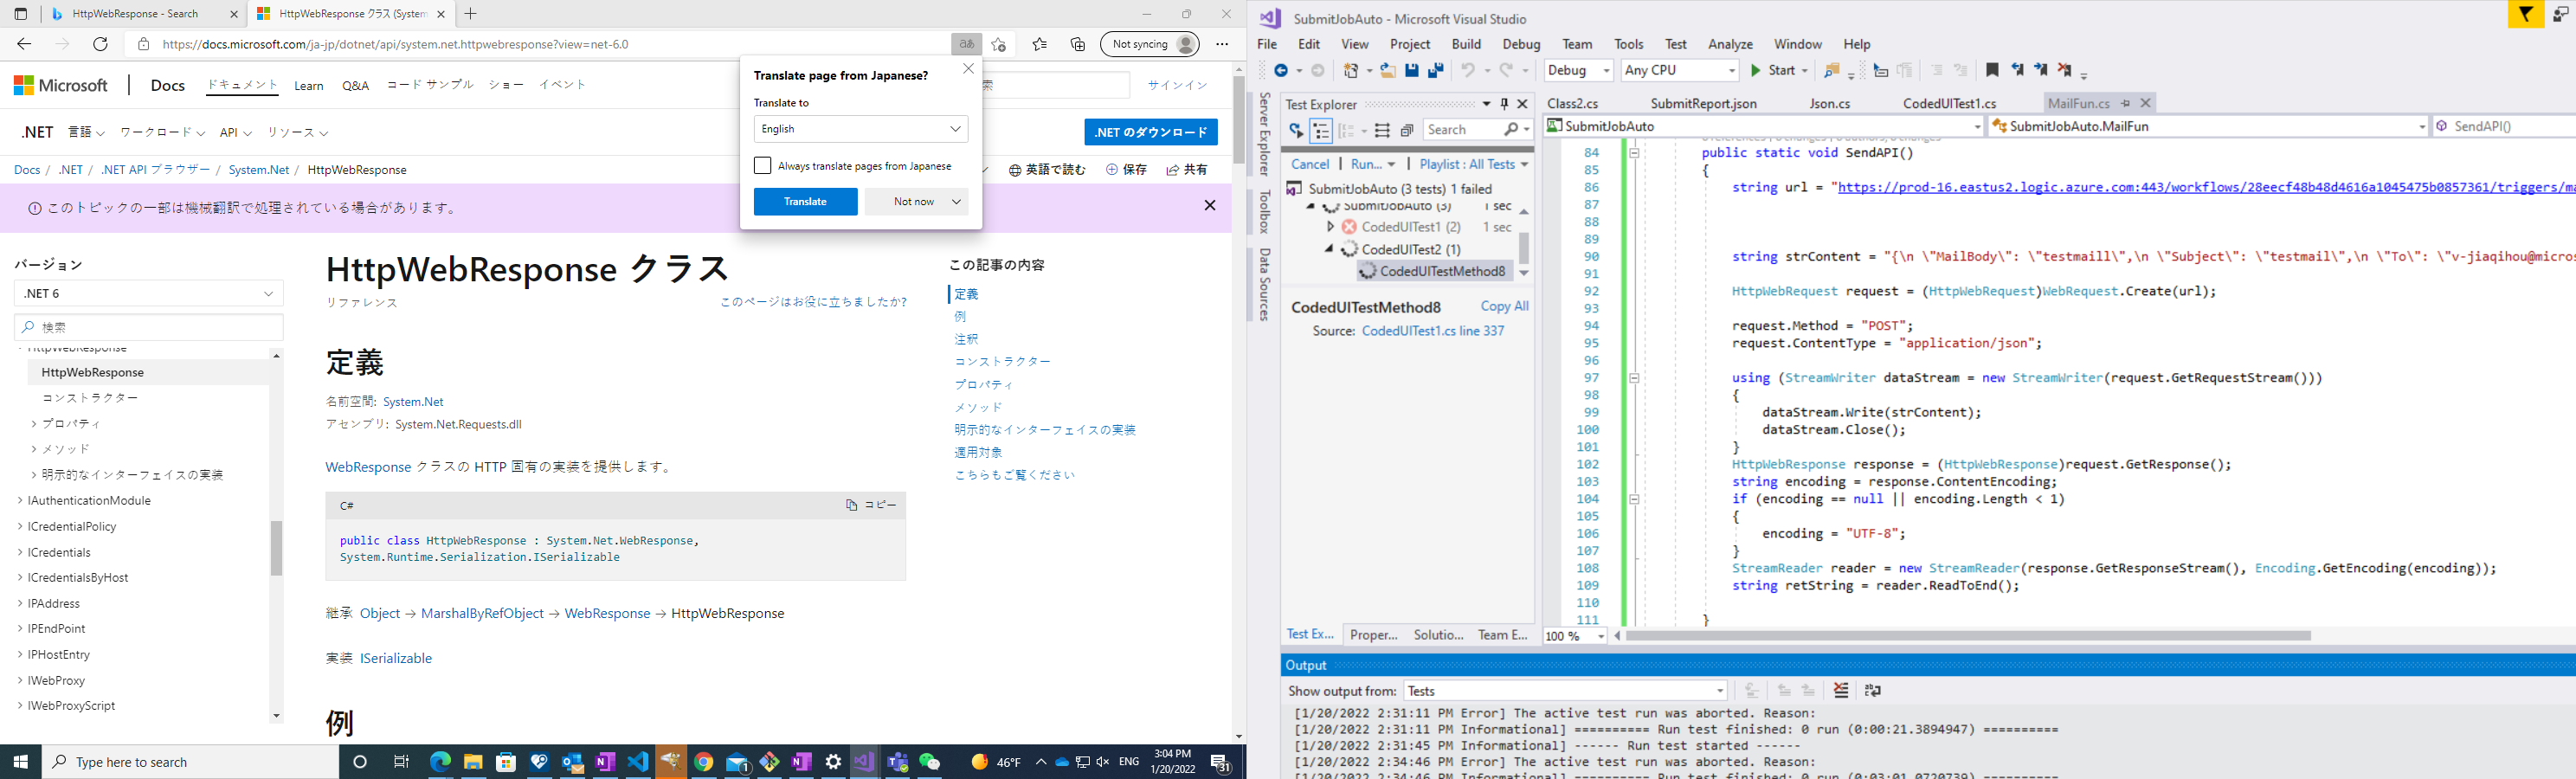 HttpWebResponse - Search
HttpWebResponse クラス (System
https://docs.microsoft.com/ja-jp/dotnet/api/system.net.httpwebresponse?view=net-6.0
Not syncing
Microsoft
Docs
ドキュメント
Learn
Q&A
コード サンプル
ショー
イベント
サインイン
.NET
言語
ワークロード
API
リソース
.NET のダウンロード
Translate page from Japanese?
Translate to
English
Always translate pages from Japanese
Translate
Not now
Docs / .NET / .NET API ブラウザー / System.Net / HttpWebResponse
英語で読む
保存
共有
このトピックの一部は機械翻訳で処理されている場合があります。
バージョン
.NET 6
検索
HttpWebResponse
HttpWebResponse
コンストラクター
プロパティ
メソッド
明示的なインターフェイスの実装
IAuthenticationModule
ICredentialPolicy
ICredentials
ICredentialsByHost
IPAddress
IPEndPoint
IPHostEntry
IWebProxy
IWebProxyScript
HttpWebResponse クラス
リファレンス
このページはお役に立ちましたか?
定義
名前空間: System.Net
アセンブリ: System.Net.Requests.dll
WebResponse クラスの HTTP 固有の実装を提供します。
C#
コピー
public class HttpWebResponse : System.Net.WebResponse,
System.Runtime.Serialization.ISerializable
継承 Object → MarshalByRefObject → WebResponse → HttpWebResponse
実装 ISerializable
例
この記事の内容
定義
例
注釈
コンストラクター
プロパティ
メソッド
明示的なインターフェイスの実装
適用対象
こちらもご覧ください
Type here to search
1
46°F
ENG
3:04 PM
1/20/2022
31
SubmitJobAuto - Microsoft Visual Studio
File Edit View Project Build Debug Team Tools Test Analyze Window Help
Debug
Any CPU
Start
Server Explorer
Toolbox
Data Sources
Test Explorer
Search
Cancel | Run... | Playlist : All Tests
SubmitJobAuto (3 tests) 1 failed
SubmitJobAuto (3) 1 sec
CodedUITest1 (2) 1 sec
CodedUITest2 (1)
CodedUITestMethod8
CodedUITestMethod8
Copy All
Source: CodedUITest1.cs line 337
Test Ex... Proper... Solutio... Team E...
Class2.cs
SubmitReport.json
Json.cs
CodedUITest1.cs
MailFun.cs
SubmitJobAuto
SubmitJobAuto.MailFun
SendAPI()
84 public static void SendAPI()
85 {
86 string url = "https://prod-16.eastus2.logic.azure.com:443/workflows/28eecf48b48d4616a1045475b0857361/triggers/ma
87
88
89
90 string strContent = "{\n \"MailBody\": \"testmaill\",\n \"Subject\": \"testmail\",\n \"To\": \"v-jiaqihou@micros
91
92 HttpWebRequest request = (HttpWebRequest)WebRequest.Create(url);
93
94 request.Method = "POST";
95 request.ContentType = "application/json";
96
97 using (StreamWriter dataStream = new StreamWriter(request.GetRequestStream()))
98 {
99 dataStream.Write(strContent);
100 dataStream.Close();
101 }
102 HttpWebResponse response = (HttpWebResponse)request.GetResponse();
103 string encoding = response.ContentEncoding;
104 if (encoding == null || encoding.Length < 1)
105 {
106 encoding = "UTF-8";
107 }
108 StreamReader reader = new StreamReader(response.GetResponseStream(), Encoding.GetEncoding(encoding));
109 string retString = reader.ReadToEnd();
110
111 }
100 %
Output
Show output from: Tests
[1/20/2022 2:31:11 PM Error] The active test run was aborted. Reason:
[1/20/2022 2:31:11 PM Informational] ========== Run test finished: 0 run (0:00:21.3894947) ==========
[1/20/2022 2:31:45 PM Informational] ------ Run test started ------
[1/20/2022 2:34:46 PM Error] The active test run was aborted. Reason:
[1/20/2022 2:34:46 PM Informational] ========== Run test finished: 0 run (0:03:01.0720739) ==========